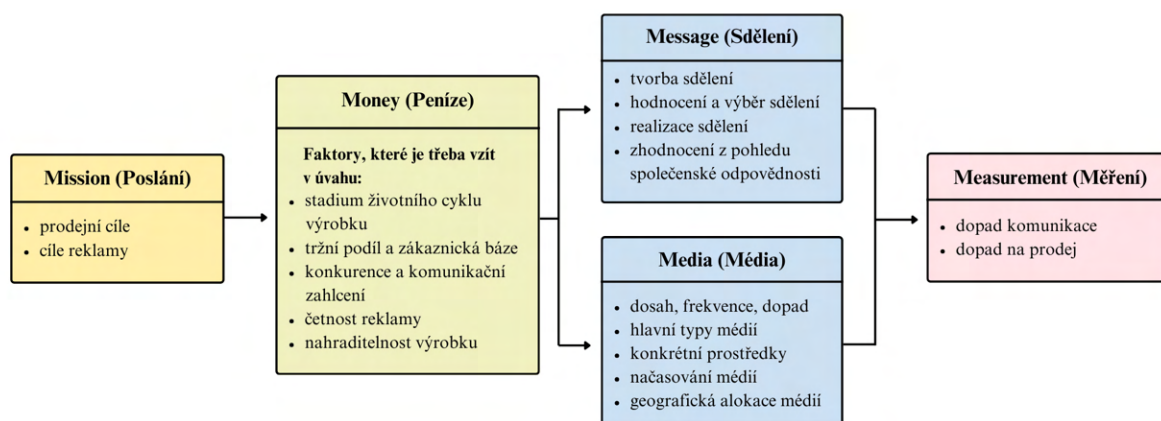 Mission (Poslání)
• prodejní cíle
• cíle reklamy
Money (Peníze)
Faktory, které je třeba vzít
v úvahu:
• stadium životního cyklu
výrobku
• tržní podíl a zákaznická báze
• konkurence a komunikační
zahlcení
• četnost reklamy
• nahraditelnost výrobku
Message (Sdělení)
• tvorba sdělení
• hodnocení a výběr sdělení
• realizace sdělení
• zhodnocení z pohledu
společenské odpovědnosti
Media (Média)
• dosah, frekvence, dopad
• hlavní typy médií
• konkrétní prostředky
• načasování médií
• geografická alokace médií
Measurement (Měření)
• dopad komunikace
• dopad na prodej